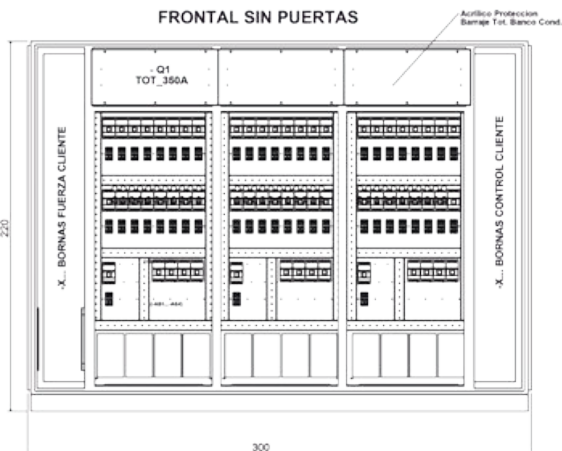 FRONTAL SIN PUERTAS
Acrilico Proteccion
Barraje Tot. Banco Cond.
- Q1
TOT_350A
-X... BORNAS FUERZA CLIENTE
-X... BORNAS CONTROL CLIENTE
220
300